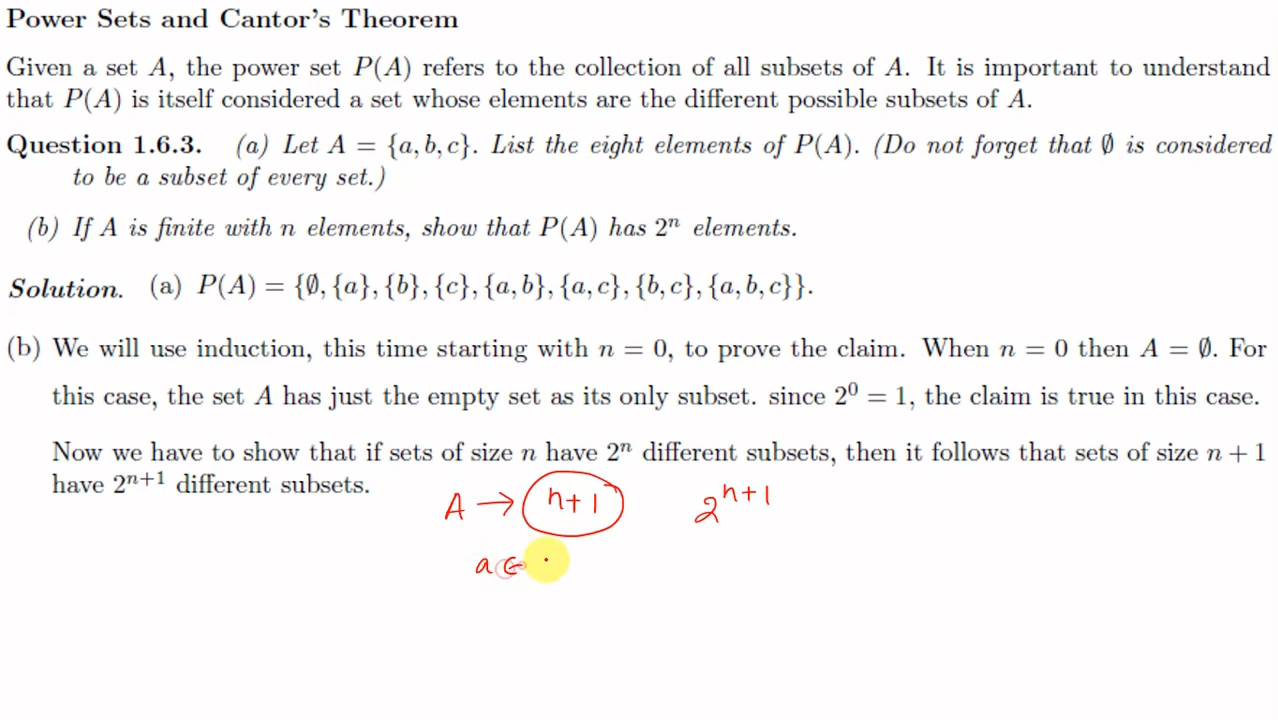 Power Sets and Cantor's Theorem
Given a set A, the power set P(A) refers to the collection of all subsets of A. It is important to understand
that P(A) is itself considered a set whose elements are the different possible subsets of A.
Question 1.6.3. (a) Let A = {a, b, c}. List the eight elements of P(A). (Do not forget that ∅ is considered
to be a subset of every set.)
(b) If A is finite with n elements, show that P(A) has 2ⁿ elements.
Solution. (a) P(A) = {∅, {a}, {b}, {c}, {a, b}, {a, c}, {b, c}, {a, b, c}}.
(b) We will use induction, this time starting with n = 0, to prove the claim. When n = 0 then A = ∅. For
this case, the set A has just the empty set as its only subset. since 2⁰ = 1, the claim is true in this case.
Now we have to show that if sets of size n have 2ⁿ different subsets, then it follows that sets of size n + 1
have 2ⁿ⁺¹ different subsets.
A → n+1 2ⁿ⁺¹
a ∈